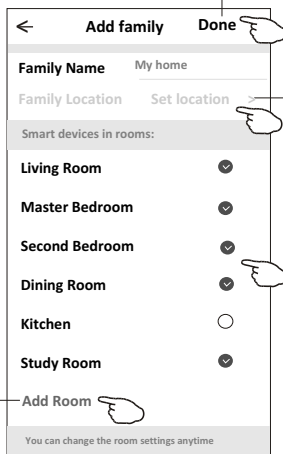 Add family Done
Family Name My home
Family Location Set location >
Smart devices in rooms:
Living Room
Master Bedroom
Second Bedroom
Dining Room
Kitchen
Study Room
Add Room
You can change the room settings anytime